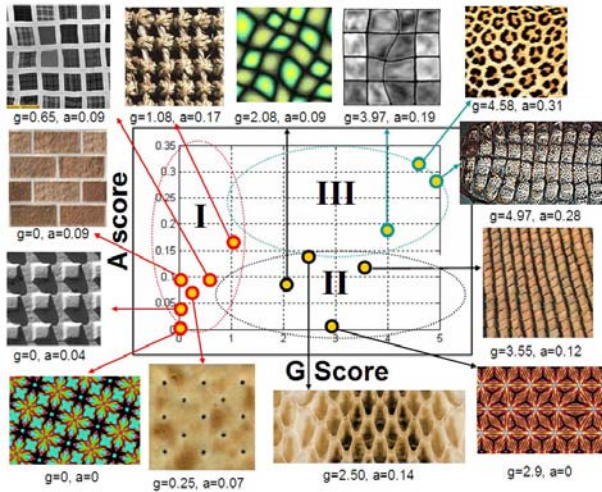 g=0.65, a=0.09
g=1.08, a=0.17
g=2.08, a=0.09
g=3.97, a=0.19
g=4.58, a=0.31
g=0, a=0.09
g=4.97, a=0.28
g=0, a=0.04
g=3.55, a=0.12
A score
0.35
0.3
0.25
0.2
0.15
0.1
0.05
0
I
III
II
0
1
2
3
4
5
G Score
g=0, a=0
g=0.25, a=0.07
g=2.50, a=0.14
g=2.9, a=0